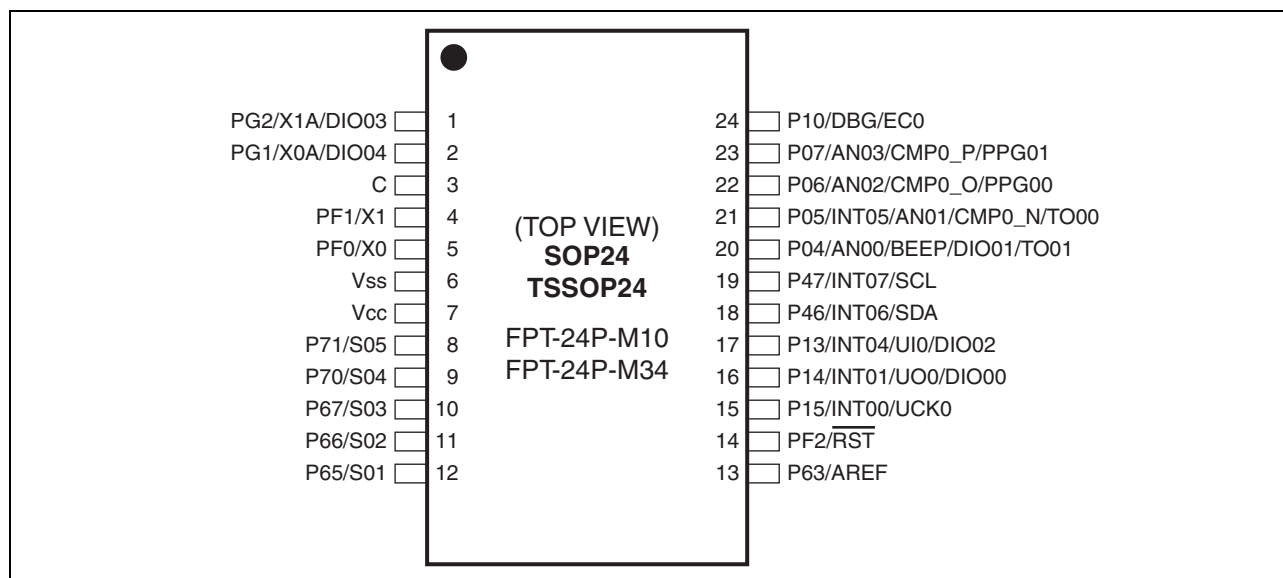 PG2/X1A/DIO03 1
PG1/X0A/DIO04 2
C 3
PF1/X1 4
PF0/X0 5
Vss 6
Vcc 7
P71/S05 8
P70/S04 9
P67/S03 10
P66/S02 11
P65/S01 12
(TOP VIEW)
SOP24
TSSOP24
FPT-24P-M10
FPT-24P-M34
24 P10/DBG/EC0
23 P07/AN03/CMP0_P/PPG01
22 P06/AN02/CMP0_O/PPG00
21 P05/INT05/AN01/CMP0_N/TO00
20 P04/AN00/BEEP/DIO01/TO01
19 P47/INT07/SCL
18 P46/INT06/SDA
17 P13/INT04/UI0/DIO02
16 P14/INT01/UO0/DIO00
15 P15/INT00/UCK0
14 PF2/R̅S̅T̅
13 P63/AREF